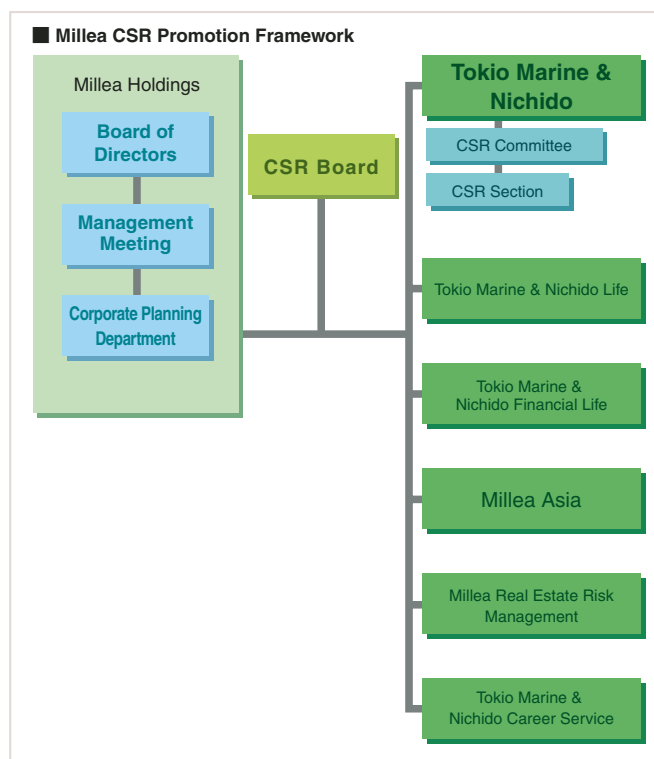 ■ Millea CSR Promotion Framework
Millea Holdings
Board of
Directors
Management
Meeting
Corporate Planning
Department
CSR Board
Tokio Marine &
Nichido
CSR Committee
CSR Section
Tokio Marine & Nichido Life
Tokio Marine &
Nichido Financial Life
Millea Asia
Millea Real Estate Risk
Management
Tokio Marine &
Nichido Career Service